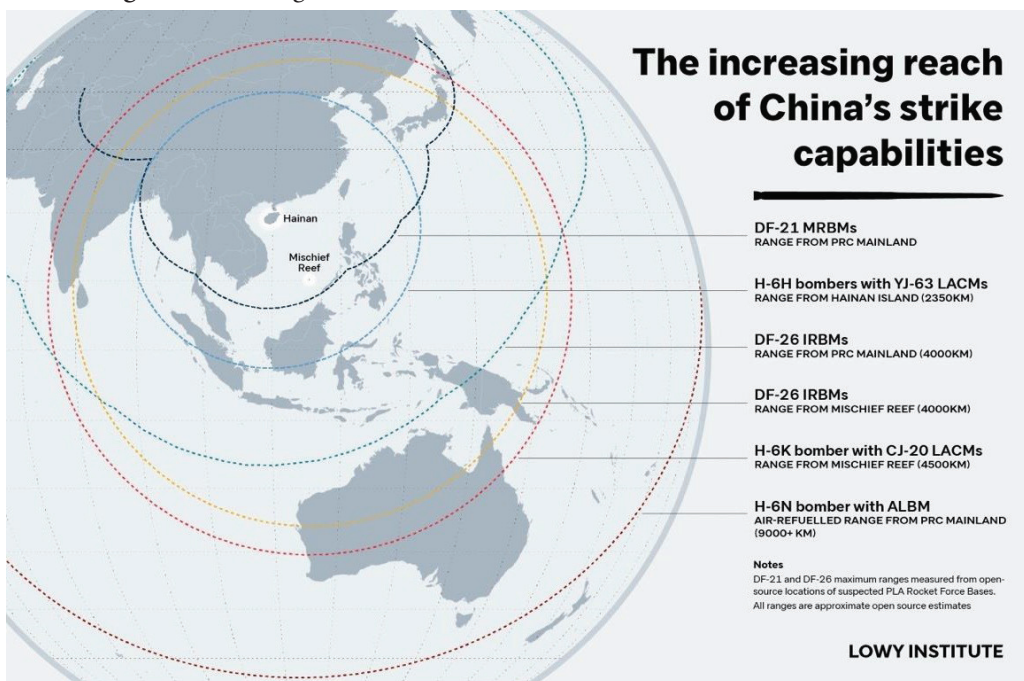 The increasing reach
of China's strike
capabilities
Hainan
Mischief
Reef
DF-21 MRBMs
RANGE FROM PRC MAINLAND
H-6H bombers with YJ-63 LACMs
RANGE FROM HAINAN ISLAND (2350KM)
DF-26 IRBMs
RANGE FROM PRC MAINLAND (4000KM)
DF-26 IRBMs
RANGE FROM MISCHIEF REEF (4000KM)
H-6K bomber with CJ-20 LACMs
RANGE FROM MISCHIEF REEF (4500KM)
H-6N bomber with ALBM
AIR-REFUELLED RANGE FROM PRC MAINLAND
(9000+ KM)
Notes
DF-21 and DF-26 maximum ranges measured from open-
source locations of suspected PLA Rocket Force Bases.
All ranges are approximate open source estimates
LOWY INSTITUTE